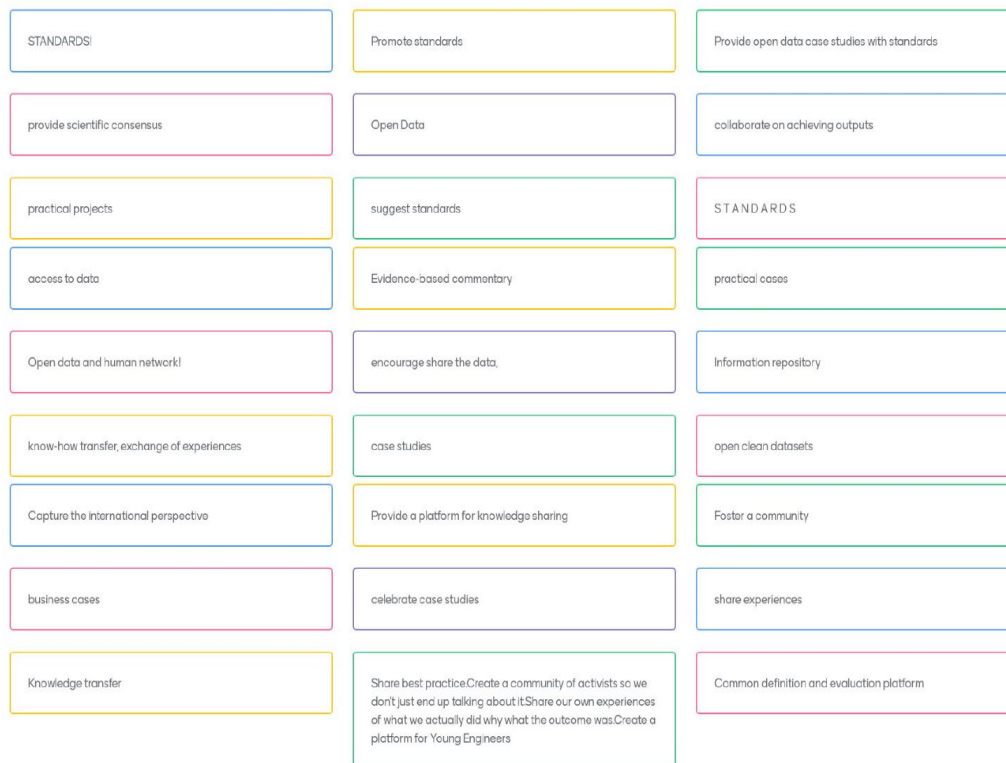 STANDARDS!
Promote standards
Provide open data case studies with standards
provide scientific consensus
Open Data
collaborate on achieving outputs
practical projects
suggest standards
S T A N D A R D S
access to data
Evidence-based commentary
practical cases
Open data and human network!
encourage share the data,
Information repository
know-how transfer, exchange of experiences
case studies
open clean datasets
Capture the international perspective
Provide a platform for knowledge sharing
Foster a community
business cases
celebrate case studies
share experiences
Knowledge transfer
Share best practice.Create a community of activists so we
don't just end up talking about it.Share our own experiences
of what we actually did why what the outcome was.Create a
platform for Young Engineers
Common definition and evaluation platform